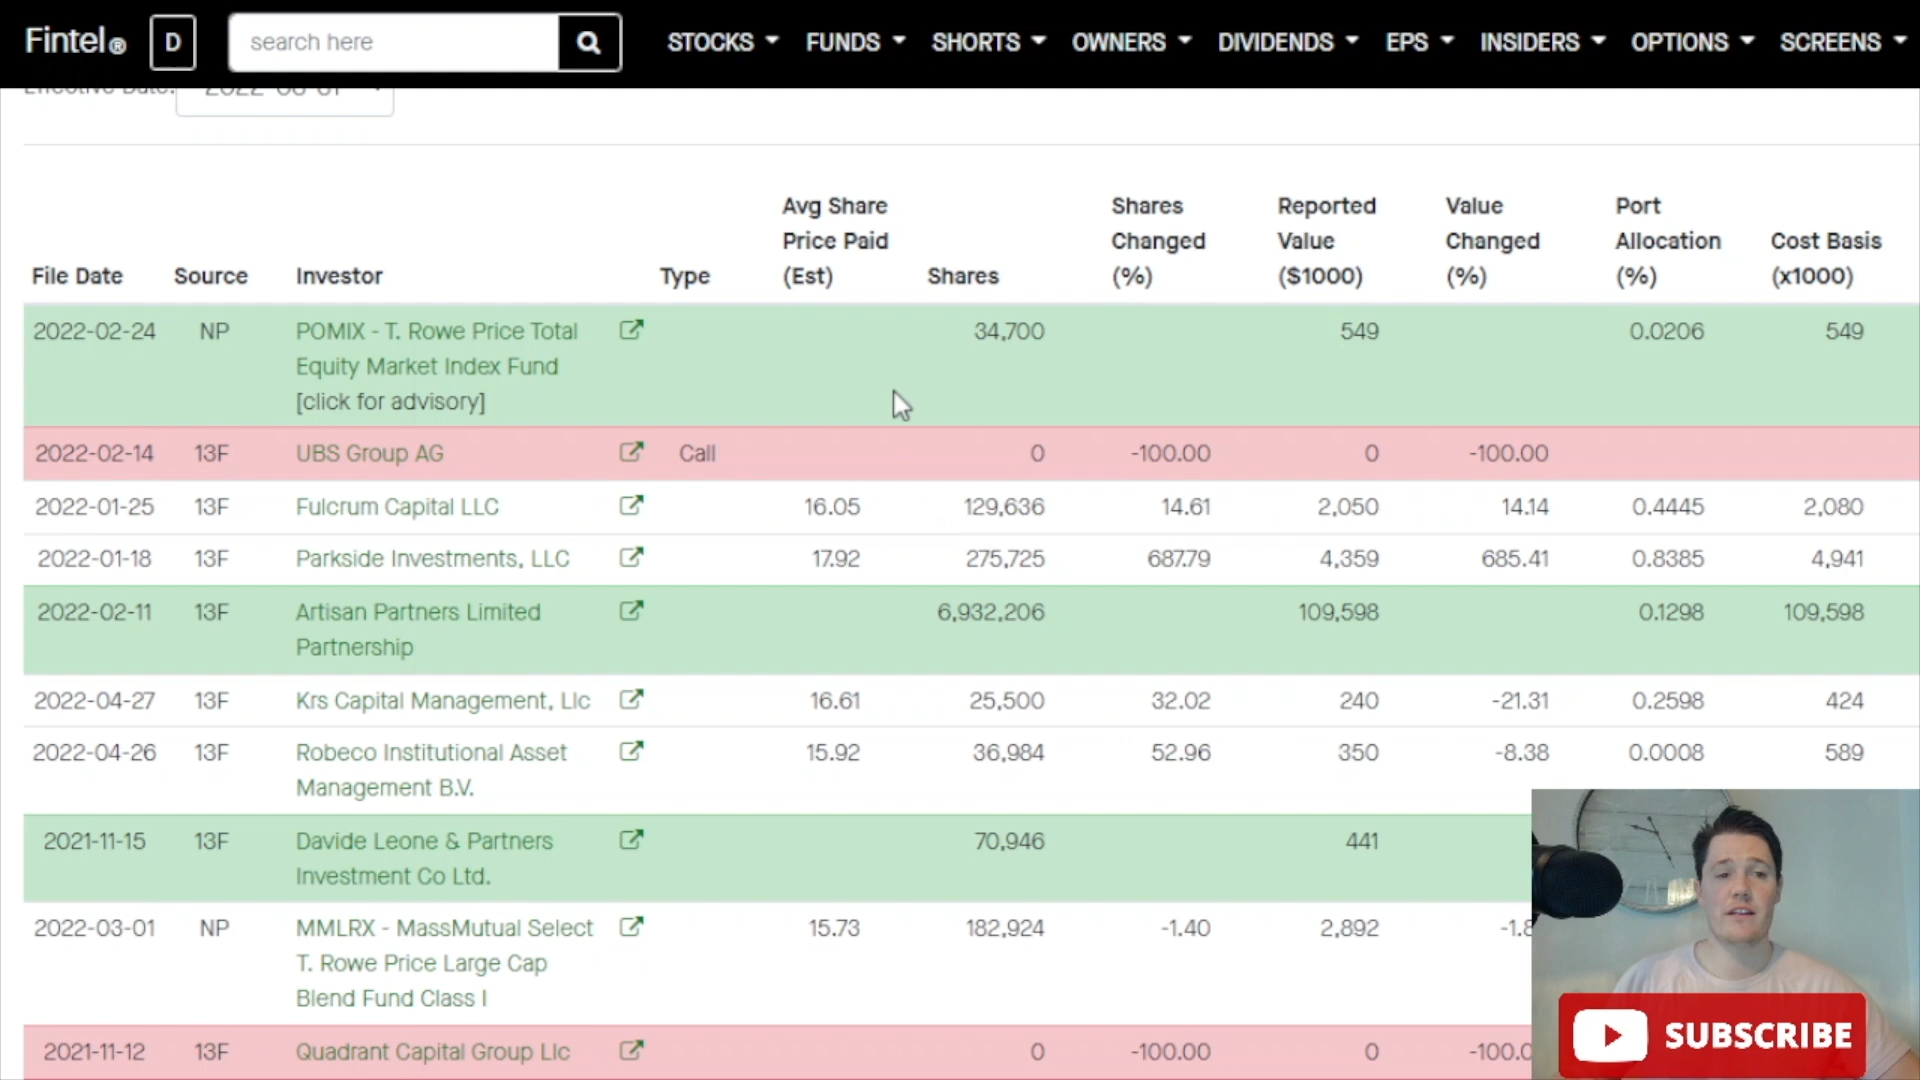 Fintel® D search here STOCKS FUNDS SHORTS OWNERS DIVIDENDS EPS INSIDERS OPTIONS SCREENS
Effective Date:
File Date Source Investor Type Avg Share Price Paid (Est) Shares Shares Changed (%) Reported Value ($1000) Value Changed (%) Port Allocation (%) Cost Basis (x1000)
2022-02-24 NP POMIX - T. Rowe Price Total 34,700 549 0.0206 549
Equity Market Index Fund
[click for advisory]
2022-02-14 13F UBS Group AG Call 0 -100.00 0 -100.00
2022-01-25 13F Fulcrum Capital LLC 16.05 129,636 14.61 2,050 14.14 0.4445 2,080
2022-01-18 13F Parkside Investments, LLC 17.92 275,725 687.79 4,359 685.41 0.8385 4,941
2022-02-11 13F Artisan Partners Limited 6,932,206 109,598 0.1298 109,598
Partnership
2022-04-27 13F Krs Capital Management, Llc 16.61 25,500 32.02 240 -21.31 0.2598 424
2022-04-26 13F Robeco Institutional Asset 15.92 36,984 52.96 350 -8.38 0.0008 589
Management B.V.
2021-11-15 13F Davide Leone & Partners 70,946 441
Investment Co Ltd.
2022-03-01 NP MMLRX - MassMutual Select 15.73 182,924 -1.40 2,892 -1.8
T. Rowe Price Large Cap
Blend Fund Class I
2021-11-12 13F Quadrant Capital Group Llc 0 -100.00 0 -100.0
SUBSCRIBE